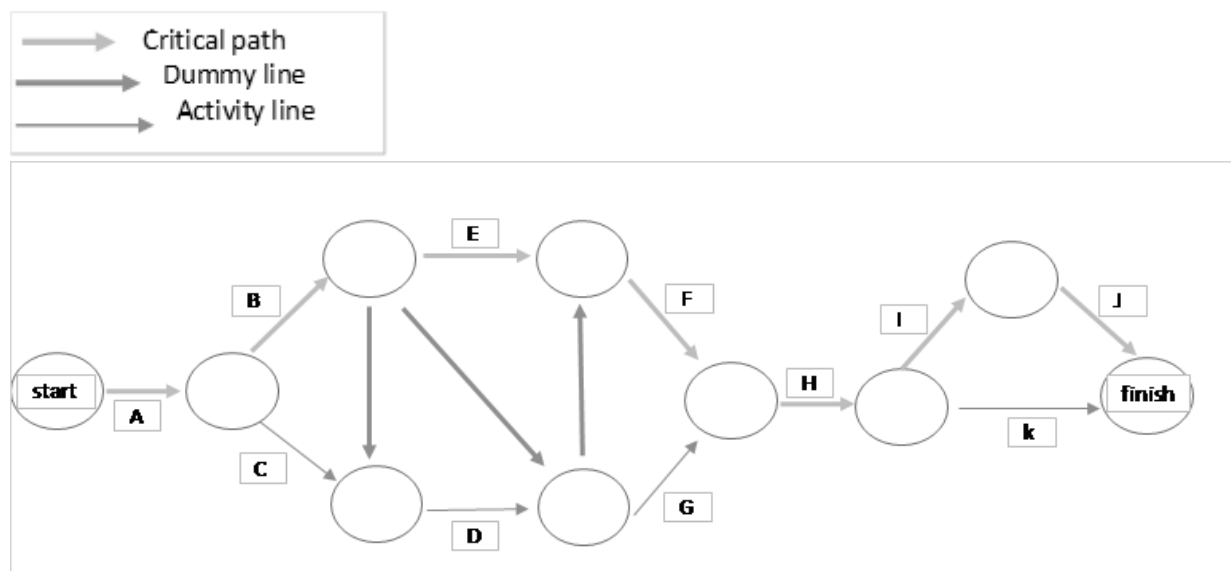 Critical path
Dummy line
Activity line
E
B
F
I
J
start
A
H
finish
k
C
G
D